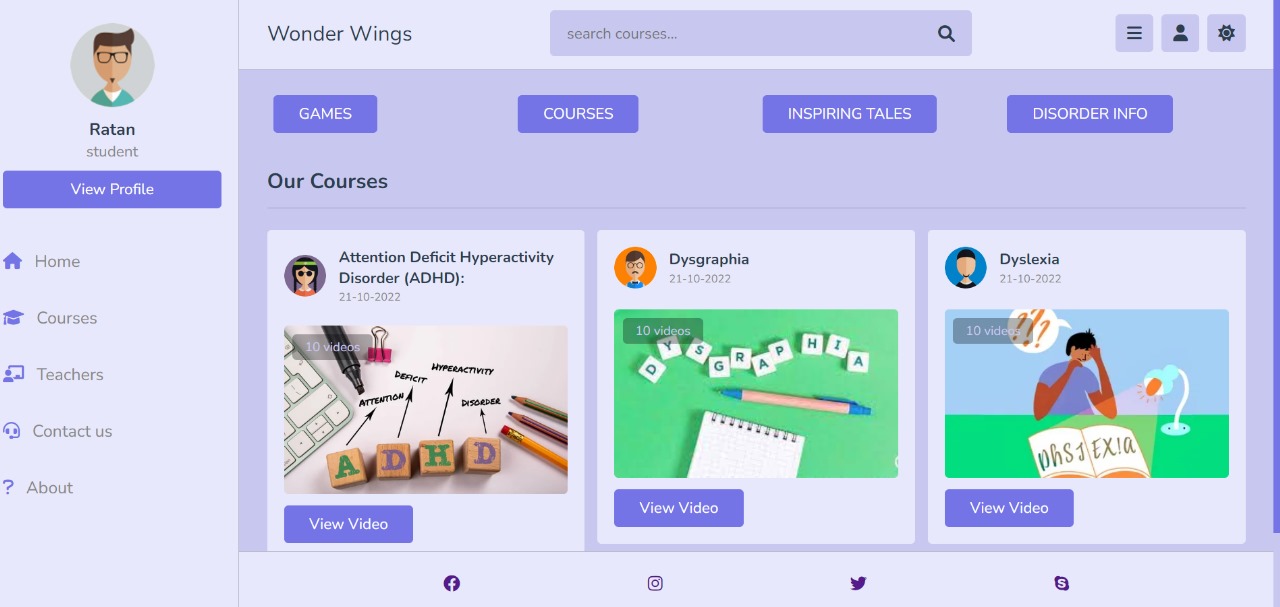 Wonder Wings
search courses...
Ratan
student
View Profile
Home
Courses
Teachers
Contact us
About
GAMES
COURSES
INSPIRING TALES
DISORDER INFO
Our Courses
Attention Deficit Hyperactivity
Disorder (ADHD):
21-10-2022
10 videos
ATTENTION
DEFICIT
HYPERACTIVITY
DISORDER
A D H D
View Video
Dysgraphia
21-10-2022
10 videos
DYSGRAPHIA
View Video
Dyslexia
21-10-2022
10 videos
???
DhSlEXIa
View Video